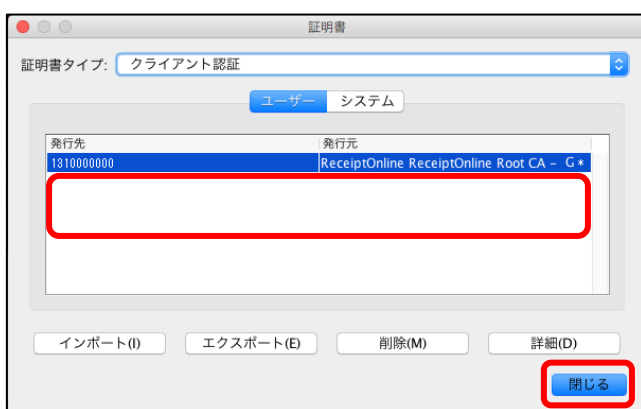 証明書
証明書タイプ: クライアント認証
ユーザー システム
発行先 発行元
1310000000 ReceiptOnline ReceiptOnline Root CA – G*
インポート(I) エクスポート(E) 削除(M) 詳細(D)
閉じる